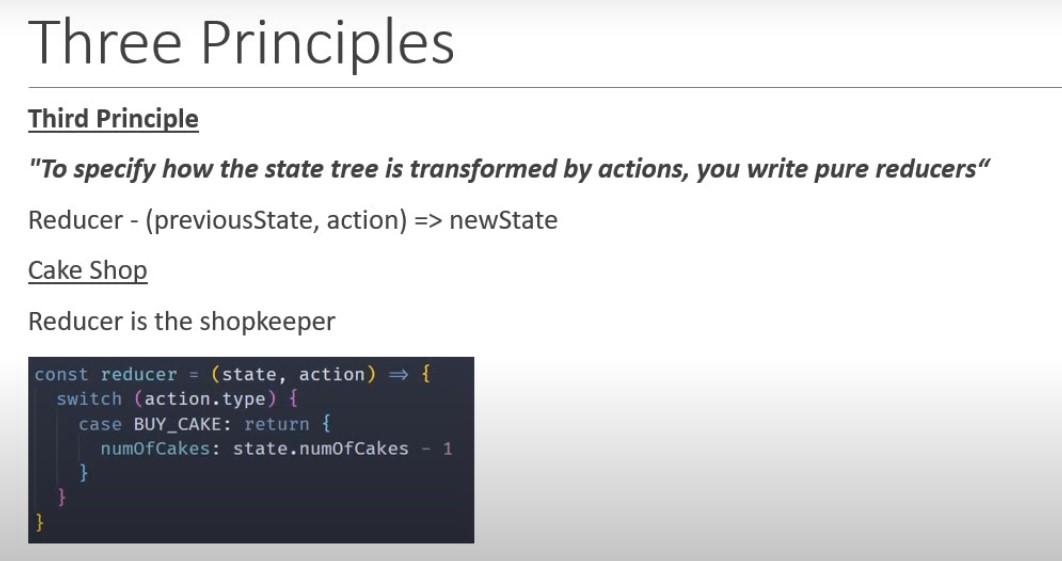 Three Principles
Third Principle
"To specify how the state tree is transformed by actions, you write pure reducers“
Reducer - (previousState, action) => newState
Cake Shop
Reducer is the shopkeeper
const reducer = (state, action) ⇒ {
  switch (action.type) {
    case BUY_CAKE: return {
      numOfCakes: state.numOfCakes - 1
    }
  }
}